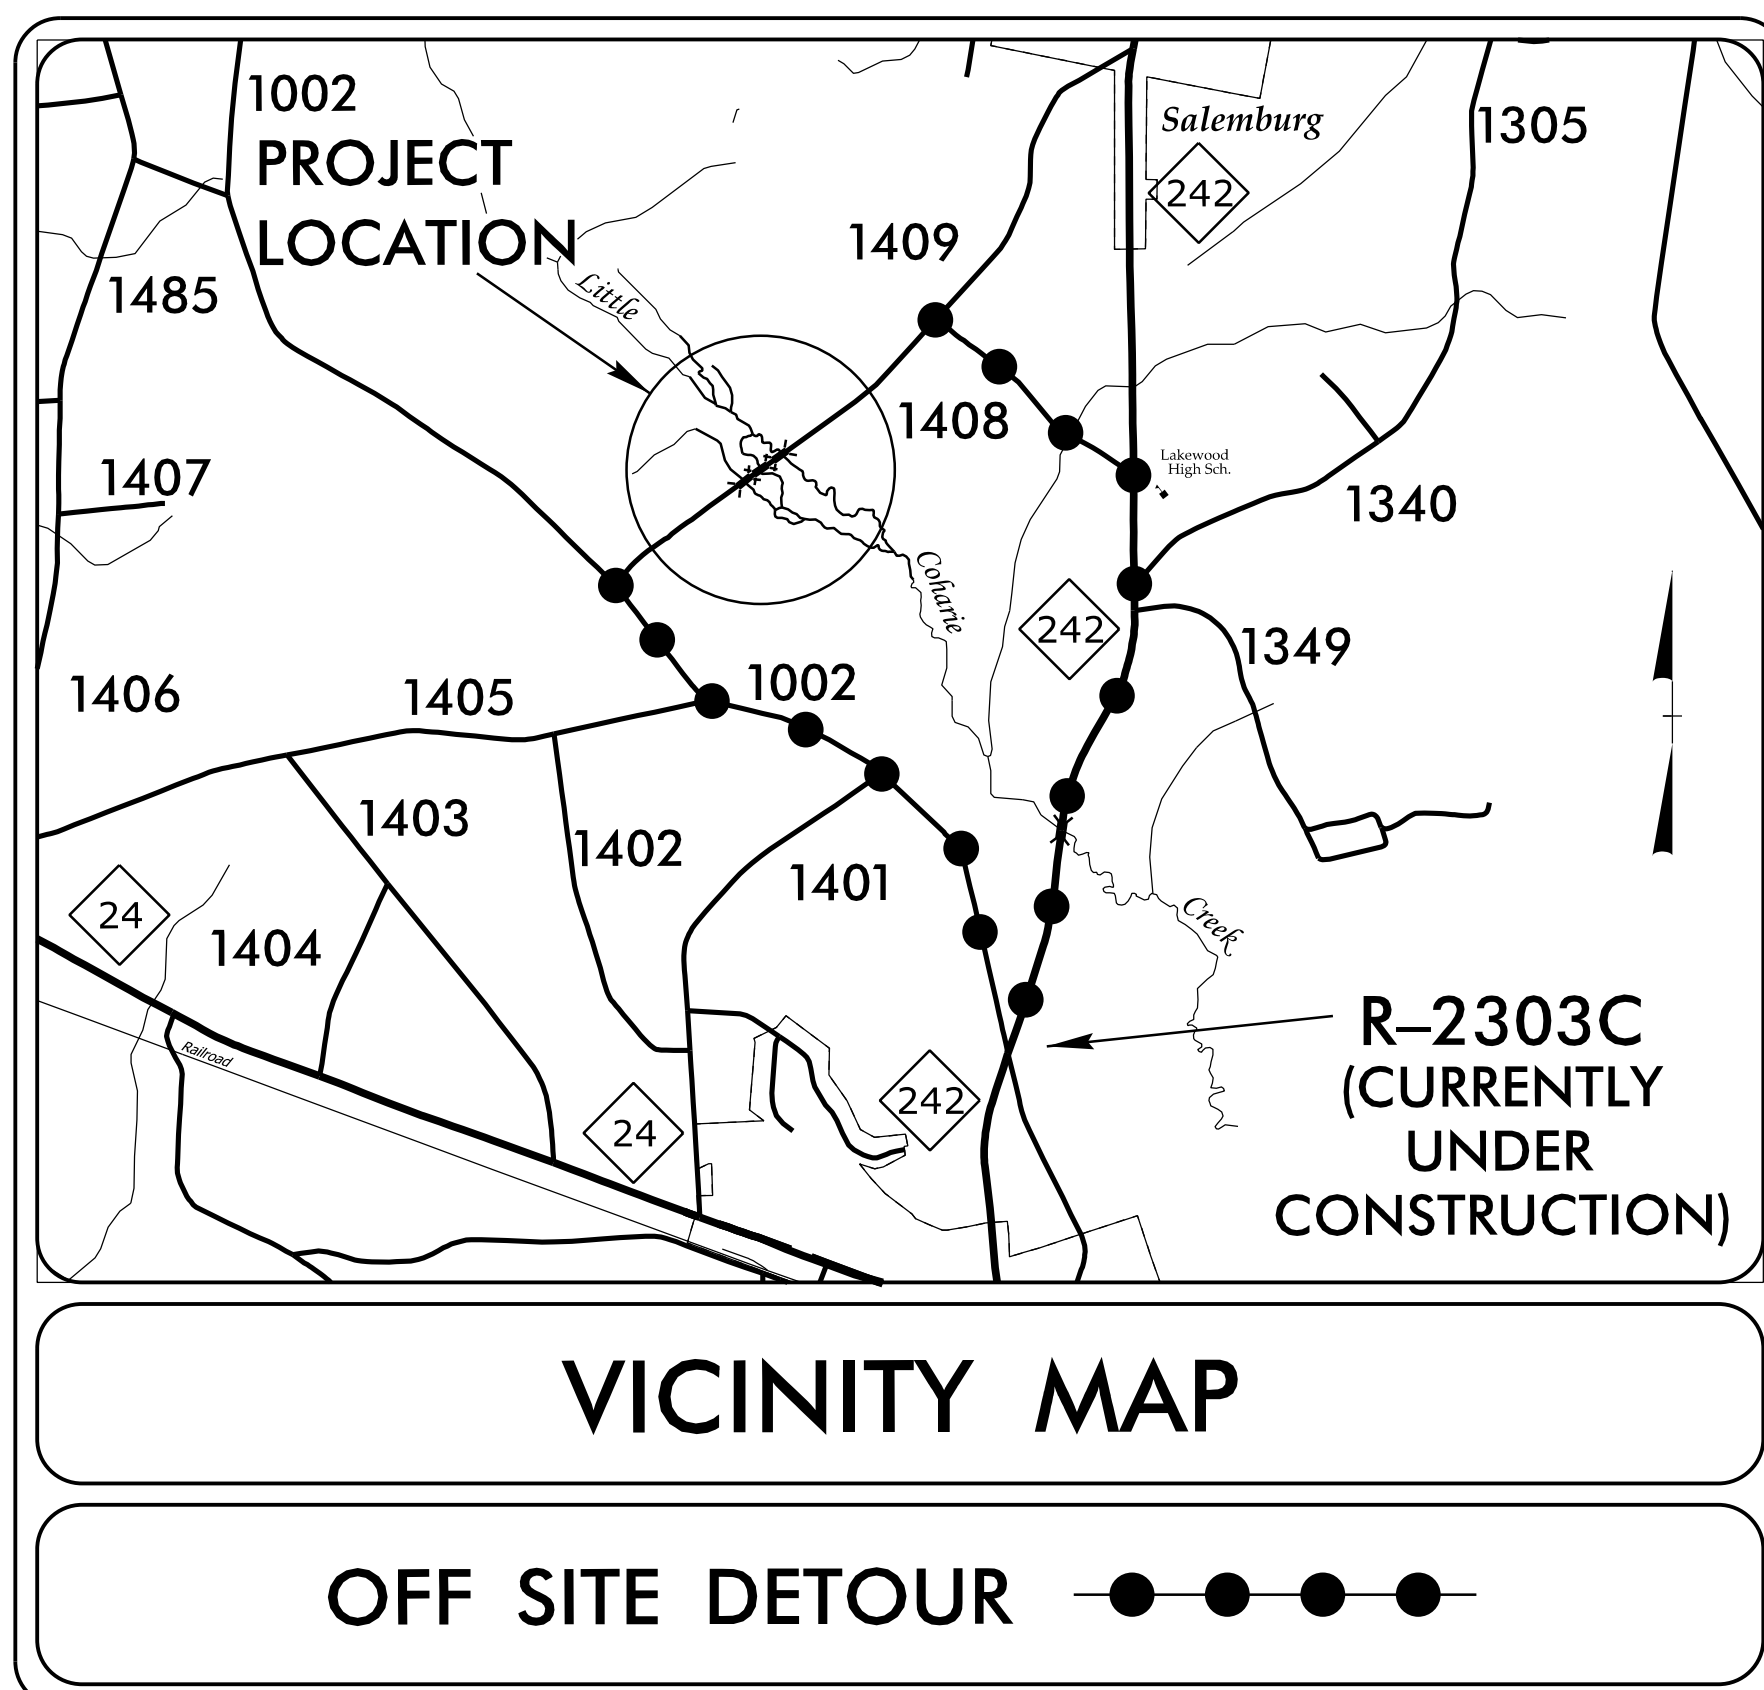 1002
PROJECT
LOCATION
Salemburg
242
1305
1409
1485
Little
1408
1407
Lakewood
High Sch.
1340
Coharie
242
1349
1406
1405
1002
1403
1402
1401
24
1404
Creek
Railroad
24
242
R–2303C
(CURRENTLY
UNDER
CONSTRUCTION)
VICINITY MAP
OFF SITE DETOUR